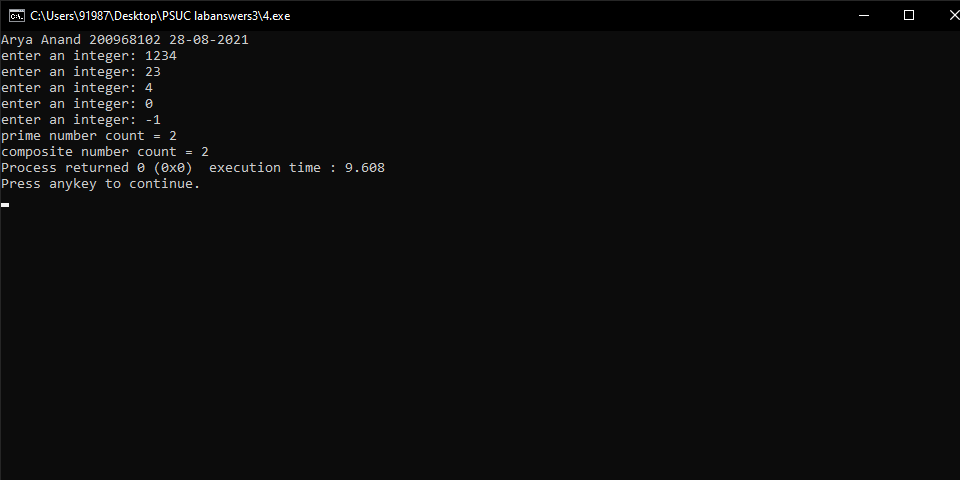 C:\Users\91987\Desktop\PSUC labanswers3\4.exe
Arya Anand 200968102 28-08-2021
enter an integer: 1234
enter an integer: 23
enter an integer: 4
enter an integer: 0
enter an integer: -1
prime number count = 2
composite number count = 2
Process returned 0 (0x0)  execution time : 9.608
Press anykey to continue.